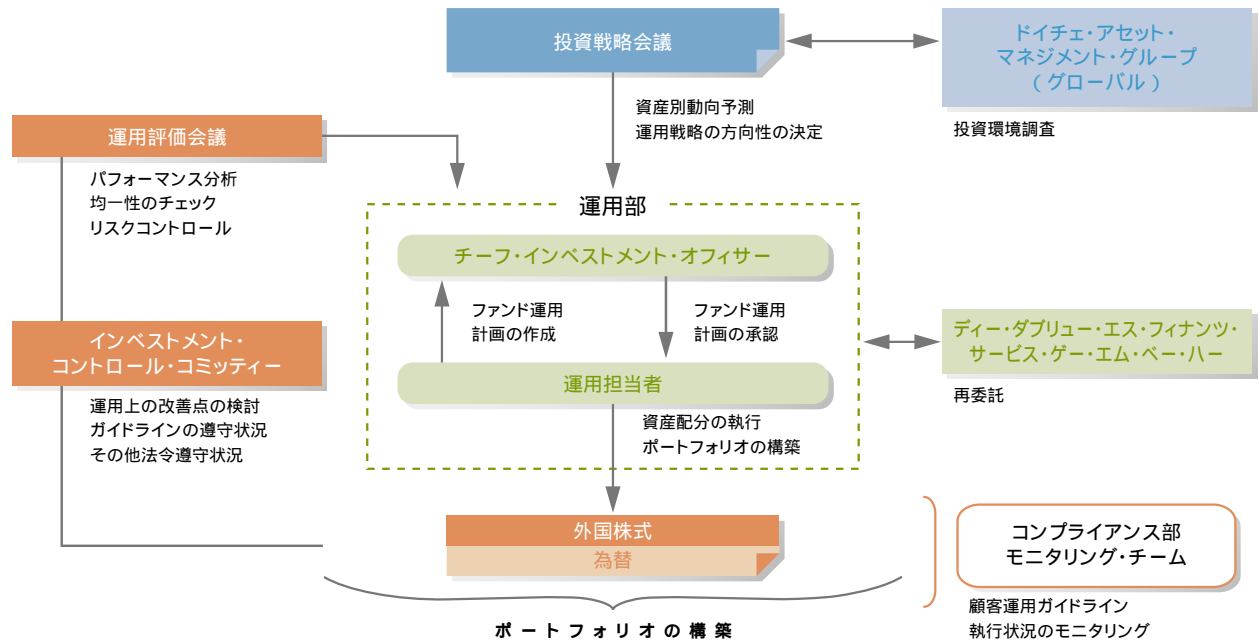 投資戦略会議
ドイチェ・アセット・
マネジメント・グループ
(グローバル)
投資環境調査
資産別動向予測
運用戦略の方向性の決定
運用評価会議
パフォーマンス分析
均一性のチェック
リスクコントロール
運用部
チーフ・インベストメント・オフィサー
ファンド運用
計画の作成
ファンド運用
計画の承認
運用担当者
資産配分の執行
ポートフォリオの構築
インベストメント・
コントロール・コミッティー
運用上の改善点の検討
ガイドラインの遵守状況
その他法令遵守状況
ディー・ダブリュー・エス・フィナンツ・
サービス・ゲー・エム・ベー・ハー
再委託
外国株式
為替
コンプライアンス部
モニタリング・チーム
顧客運用ガイドライン
執行状況のモニタリング
ポートフォリオの構築